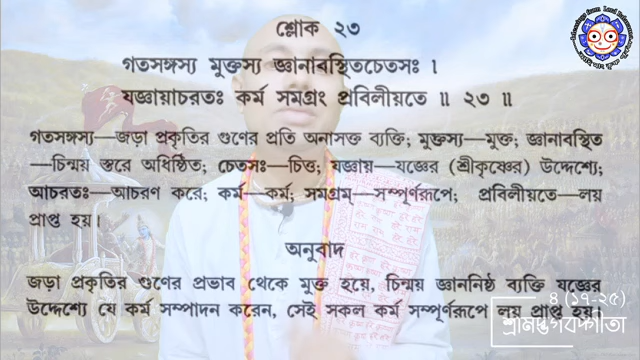 শ্লোক ২৩
গতসঙ্গস্য মুক্তস্য জ্ঞানাবস্থিতচেতসঃ ।
যজ্ঞায়াচরতঃ কর্ম সমগ্রং প্রবিলীয়তে ॥ ২৩ ॥
গতসঙ্গস্য—জড়া প্রকৃতির গুণের প্রতি অনাসক্ত ব্যক্তি; মুক্তস্য—মুক্ত; জ্ঞানাবস্থিত
—চিন্ময় স্তরে অধিষ্ঠিত; চেতসঃ—চিত্ত; যজ্ঞায়—যজ্ঞের (শ্রীকৃষ্ণের) উদ্দেশ্যে;
আচরতঃ—আচরণ করে; কর্ম—কর্ম; সমগ্রম্—সম্পূর্ণরূপে; প্রবিলীয়তে—লয়
প্রাপ্ত হয়।
অনুবাদ
জড়া প্রকৃতির গুণের প্রভাব থেকে মুক্ত হয়ে, চিন্ময় জ্ঞাননিষ্ঠ ব্যক্তি যজ্ঞের
উদ্দেশ্যে যে কর্ম সম্পাদন করেন, সেই সকল কর্ম সম্পূর্ণরূপে লয় প্রাপ্ত হয়।
৪ (১৭-২৫)
শ্রীমদ্ভগবদ্গীতা